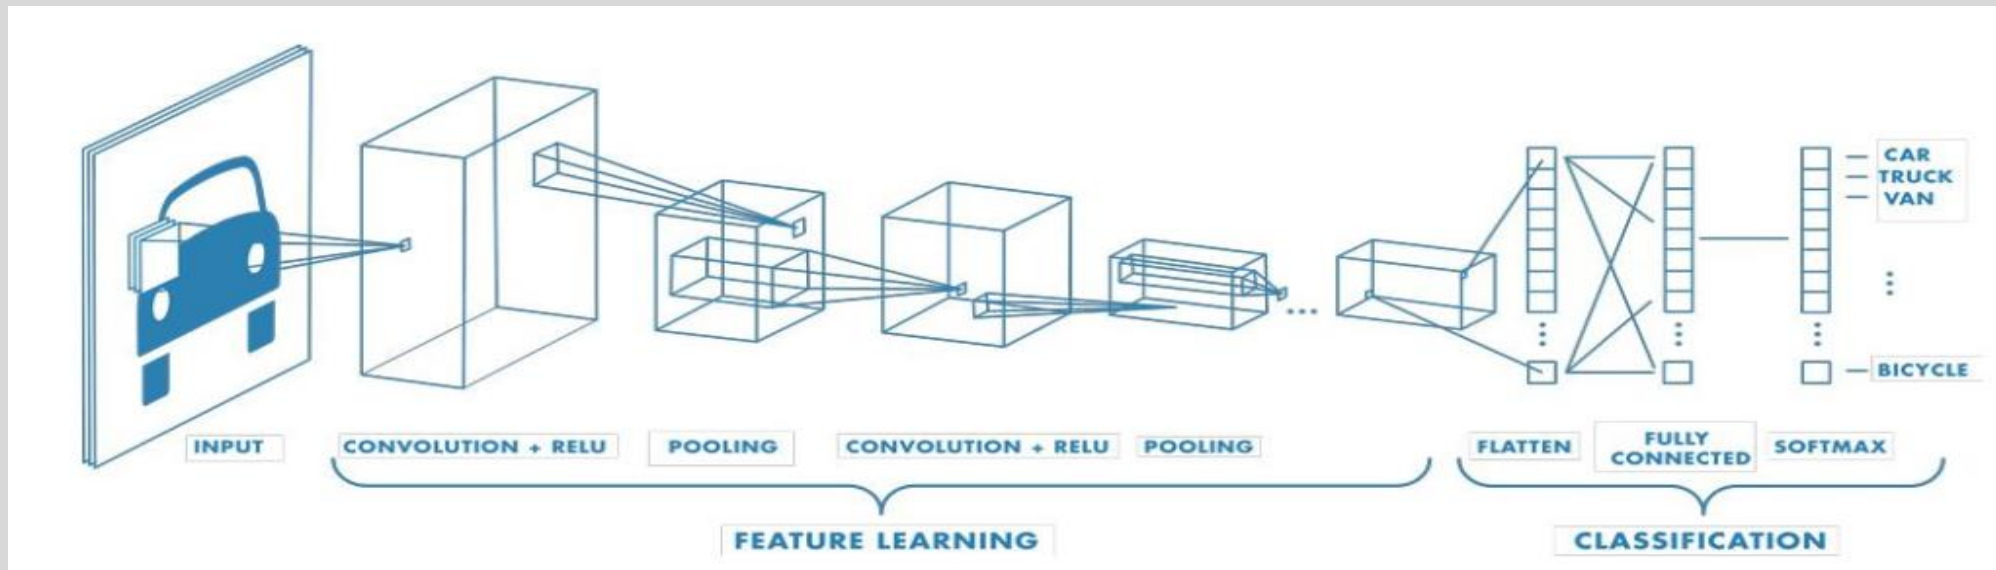 CAR
TRUCK
VAN
BICYCLE
INPUT
CONVOLUTION + RELU
POOLING
CONVOLUTION + RELU
POOLING
FLATTEN
FULLY
CONNECTED
SOFTMAX
FEATURE LEARNING
CLASSIFICATION